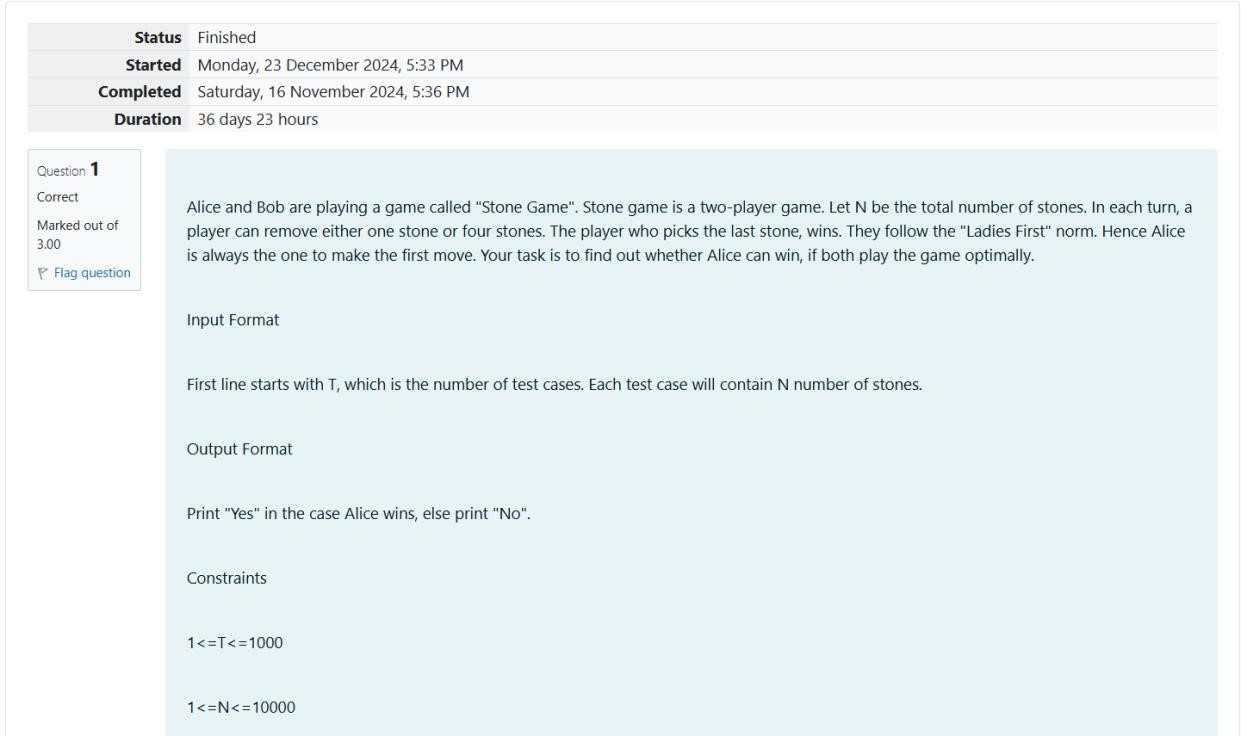 Status Finished
Started Monday, 23 December 2024, 5:33 PM
Completed Saturday, 16 November 2024, 5:36 PM
Duration 36 days 23 hours
Question 1
Correct
Marked out of
3.00
Flag question
Alice and Bob are playing a game called "Stone Game". Stone game is a two-player game. Let N be the total number of stones. In each turn, a
player can remove either one stone or four stones. The player who picks the last stone, wins. They follow the "Ladies First" norm. Hence Alice
is always the one to make the first move. Your task is to find out whether Alice can win, if both play the game optimally.
Input Format
First line starts with T, which is the number of test cases. Each test case will contain N number of stones.
Output Format
Print "Yes" in the case Alice wins, else print "No".
Constraints
1<=T<=1000
1<=N<=10000